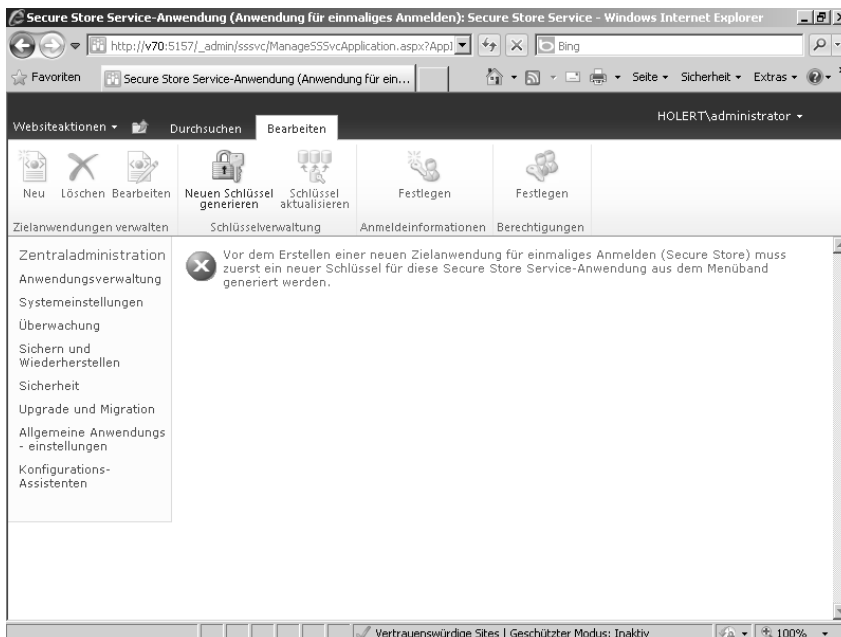 Secure Store Service-Anwendung (Anwendung für einmaliges Anmelden): Secure Store Service - Windows Internet Explorer
http://v70:5157/_admin/sssvc/ManageSSSvcApplication.aspx?Appl
Bing
Favoriten
Secure Store Service-Anwendung (Anwendung für ein...
Seite
Sicherheit
Extras
Websiteaktionen
Durchsuchen
Bearbeiten
HOLERT\administrator
Neu
Löschen
Bearbeiten
Neuen Schlüssel
generieren
Schlüssel
aktualisieren
Festlegen
Festlegen
Zielanwendungen verwalten
Schlüsselverwaltung
Anmeldeinformationen
Berechtigungen
Zentraladministration
Anwendungsverwaltung
Systemeinstellungen
Überwachung
Sichern und
Wiederherstellen
Sicherheit
Upgrade und Migration
Allgemeine Anwendungs
- einstellungen
Konfigurations-
Assistenten
Vor dem Erstellen einer neuen Zielanwendung für einmaliges Anmelden (Secure Store) muss
zuerst ein neuer Schlüssel für diese Secure Store Service-Anwendung aus dem Menüband
generiert werden.
Vertrauenswürdige Sites | Geschützter Modus: Inaktiv
100%